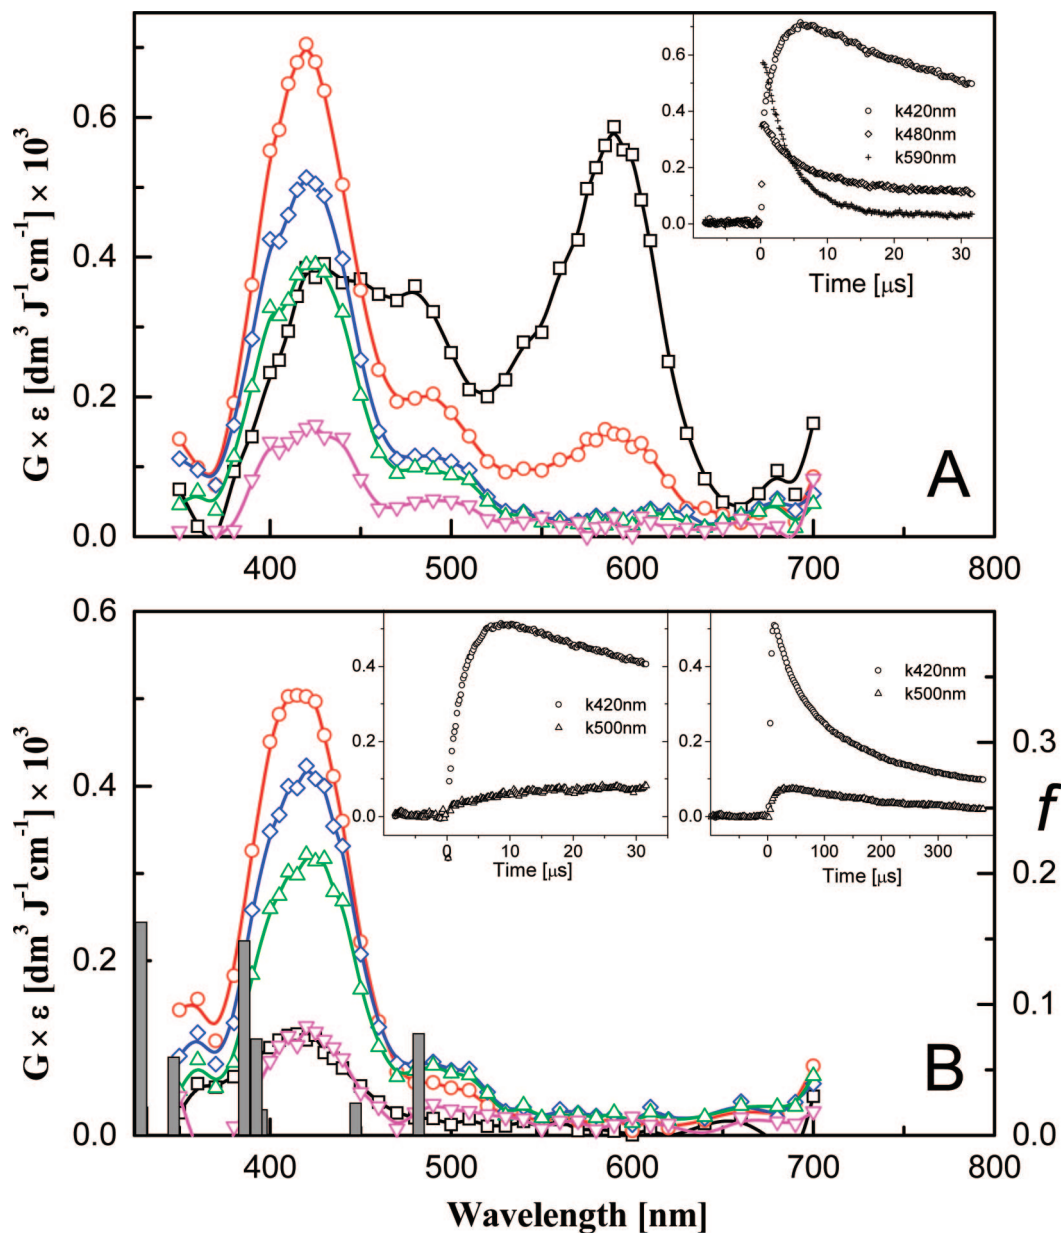 G × ε [dm³ J⁻¹cm⁻¹] × 10³
0.6
0.4
0.2
0.0
400 500 600 700 800
A
0.6
0.4
0.2
0.0
0 10 20 30
Time [μs]
k420nm
k480nm
k590nm
G × ε [dm³ J⁻¹cm⁻¹] × 10³
0.6
0.4
0.2
0.0
400 500 600 700 800
Wavelength [nm]
B
0.4
0.2
0.0
0 10 20 30
Time [μs]
k420nm
k500nm
0.4
0.2
0.0
0 100 200 300
Time [μs]
k420nm
k500nm
0.3
f
0.2
0.1
0.0